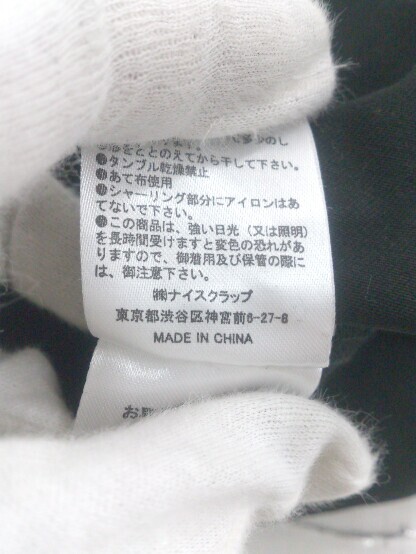 形をととのえてから干して下さい。
●タンブル乾燥禁止
●あて布使用
●シャーリング部分にアイロンはあ
てないで下さい。
●この商品は、強い日光（又は照明）
を長時間受けますと変色の恐れがあ
りますので、御着用及び保管の際に
は、御注意下さい。
㈱ナイスクラップ
東京都渋谷区神宮前6-27-8
MADE IN CHINA
お